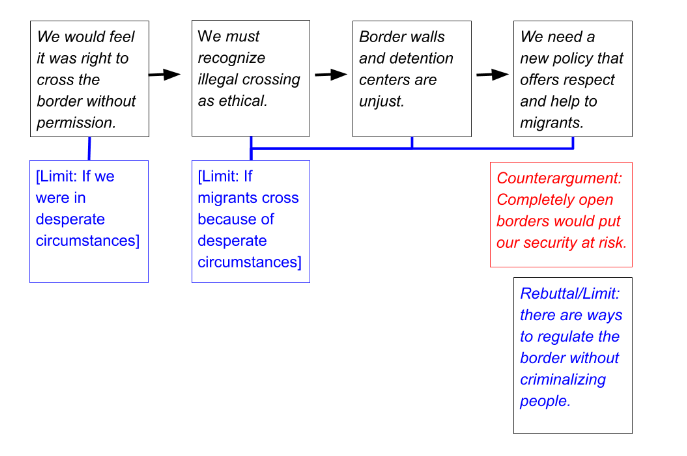 We would feel
it was right to
cross the
border without
permission.
We must
recognize
illegal crossing
as ethical.
Border walls
and detention
centers are
unjust.
We need a
new policy that
offers respect
and help to
migrants.
[Limit: If we
were in
desperate
circumstances]
[Limit: If
migrants cross
because of
desperate
circumstances]
Counterargument:
Completely open
borders would put
our security at risk.
Rebuttal/Limit:
there are ways
to regulate the
border without
criminalizing
people.